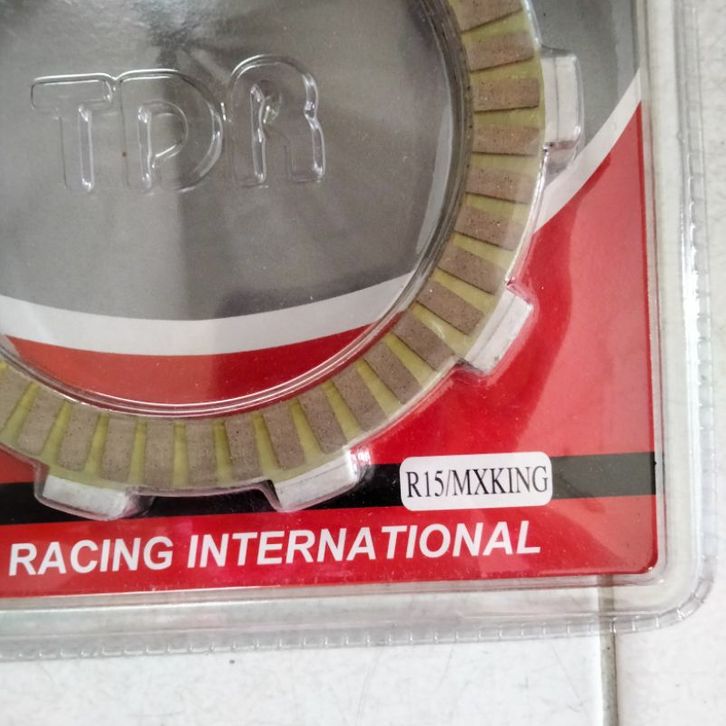 TDR
R15/MXKING
RACING INTERNATIONAL